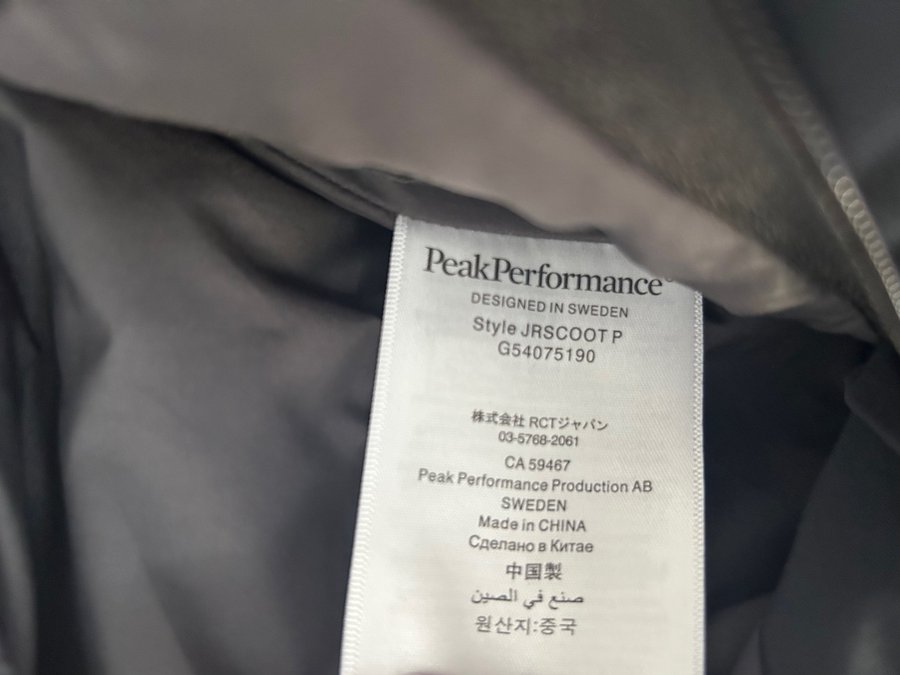 PeakPerformance
DESIGNED IN SWEDEN
Style JRSCOOT P
G54075190
株式会社 RCTジャパン
03-5768-2061
CA 59467
Peak Performance Production AB
SWEDEN
Made in CHINA
Сделано в Китае
中国製
صنع في الصين
원산지:중국